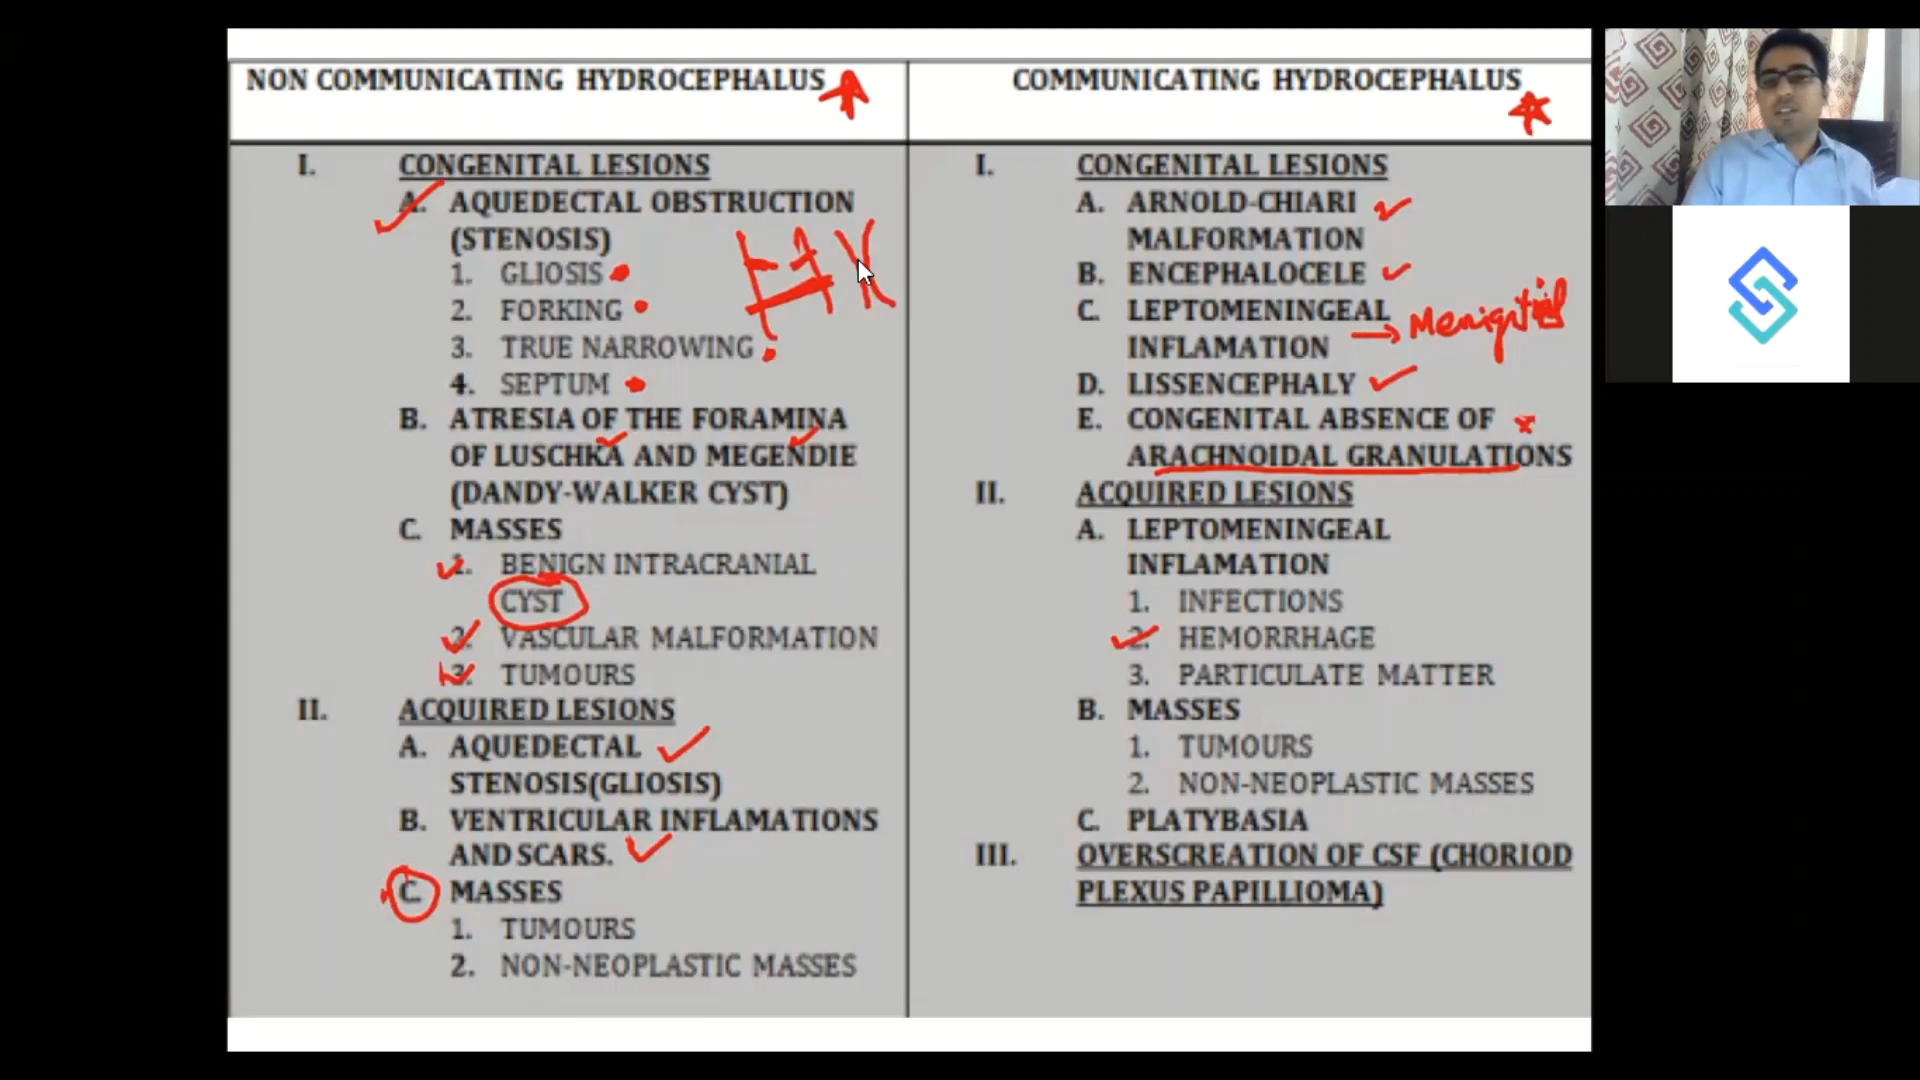 NON COMMUNICATING HYDROCEPHALUS
I. CONGENITAL LESIONS
A. AQUEDECTAL OBSTRUCTION
(STENOSIS)
1. GLIOSIS
2. FORKING
3. TRUE NARROWING
4. SEPTUM
B. ATRESIA OF THE FORAMINA
OF LUSCHKA AND MEGENDIE
(DANDY-WALKER CYST)
C. MASSES
1. BENIGN INTRACRANIAL
CYST
2. VASCULAR MALFORMATION
3. TUMOURS
II. ACQUIRED LESIONS
A. AQUEDECTAL
STENOSIS(GLIOSIS)
B. VENTRICULAR INFLAMATIONS
AND SCARS.
C. MASSES
1. TUMOURS
2. NON-NEOPLASTIC MASSES
COMMUNICATING HYDROCEPHALUS
I. CONGENITAL LESIONS
A. ARNOLD-CHIARI
MALFORMATION
B. ENCEPHALOCELE
C. LEPTOMENINGEAL
INFLAMATION
D. LISSENCEPHALY
E. CONGENITAL ABSENCE OF
ARACHNOIDAL GRANULATIONS
II. ACQUIRED LESIONS
A. LEPTOMENINGEAL
INFLAMATION
1. INFECTIONS
2. HEMORRHAGE
3. PARTICULATE MATTER
B. MASSES
1. TUMOURS
2. NON-NEOPLASTIC MASSES
C. PLATYBASIA
III. OVERSCREATION OF CSF (CHORIOD
PLEXUS PAPILLIOMA)